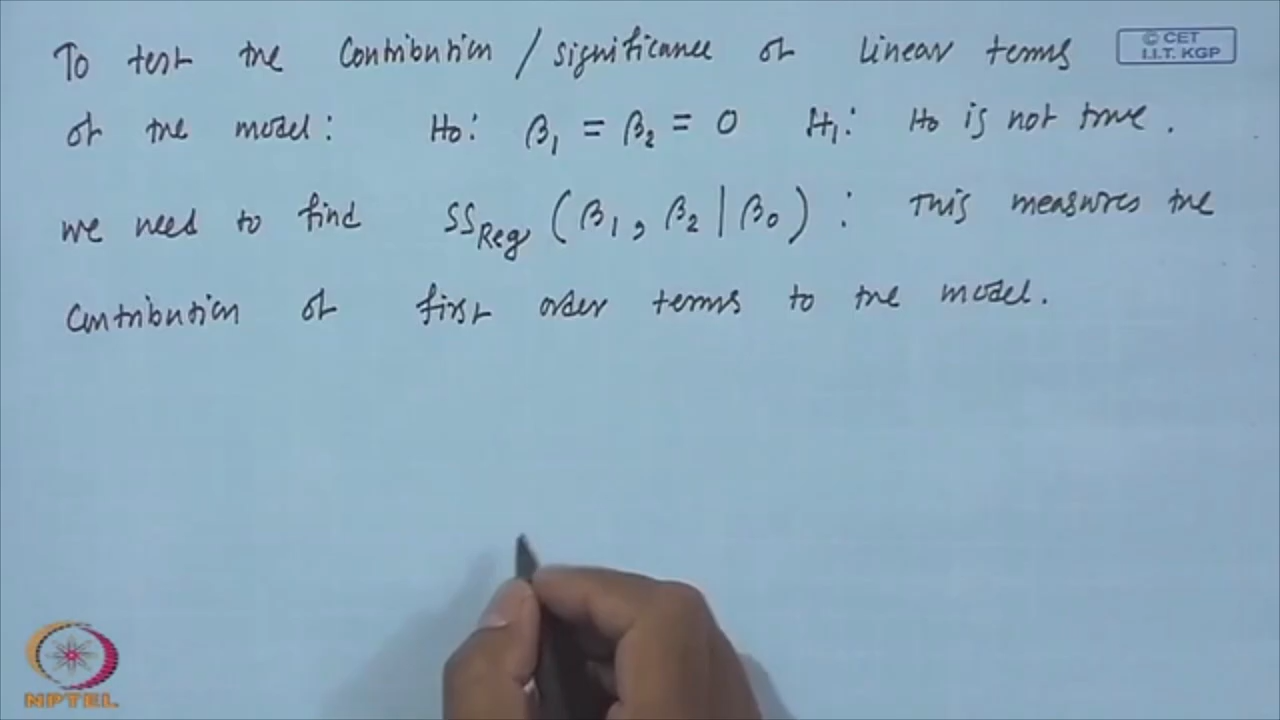 To test the Contribution / significance of Linear terms
© CET
I.I.T. KGP
of the model: H0: β1 = β2 = 0 H1: H0 is not true.
we need to find SSReg (β1, β2 | β0) : This measures the
Contribution of first order terms to the model.
NPTEL